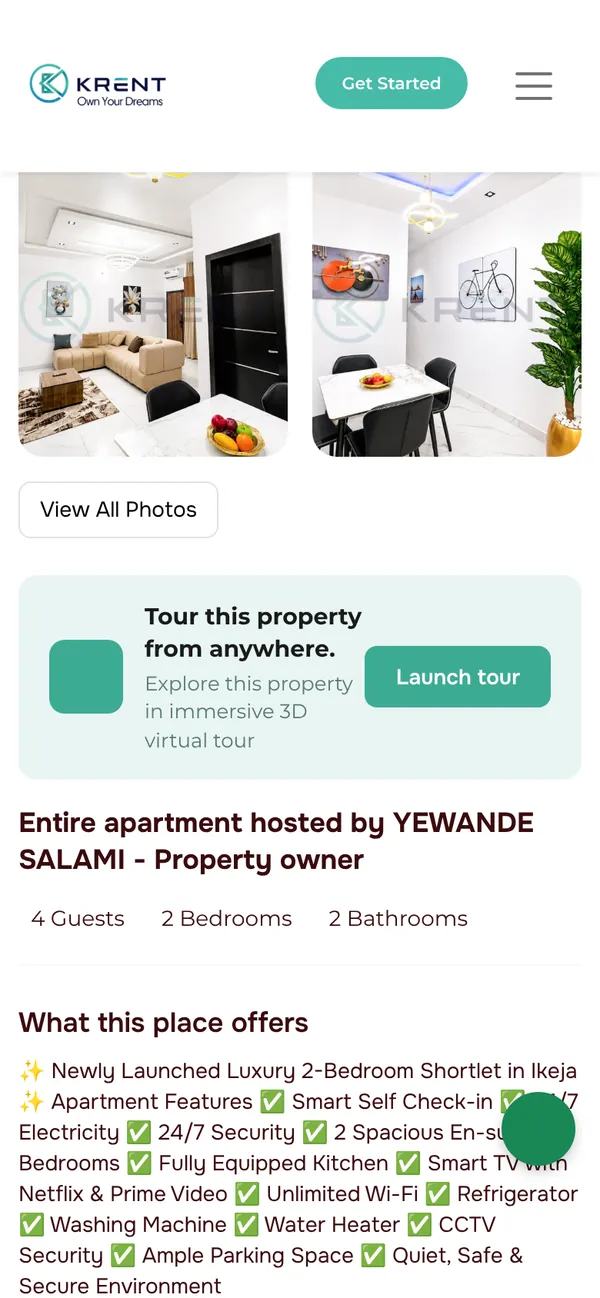 KRENT
Own Your Dreams
Get Started
KRE
KRENT
View All Photos
Tour this property
from anywhere.
Explore this property
in immersive 3D
virtual tour
Launch tour
Entire apartment hosted by YEWANDE
SALAMI - Property owner
4 Guests 2 Bedrooms 2 Bathrooms
What this place offers
✨ Newly Launched Luxury 2-Bedroom Shortlet in Ikeja
✨ Apartment Features ✅ Smart Self Check-in ✅ /7
Electricity ✅ 24/7 Security ✅ 2 Spacious En-su
Bedrooms ✅ Fully Equipped Kitchen ✅ Smart TV with
Netflix & Prime Video ✅ Unlimited Wi-Fi ✅ Refrigerator
✅ Washing Machine ✅ Water Heater ✅ CCTV
Security ✅ Ample Parking Space ✅ Quiet, Safe &
Secure Environment